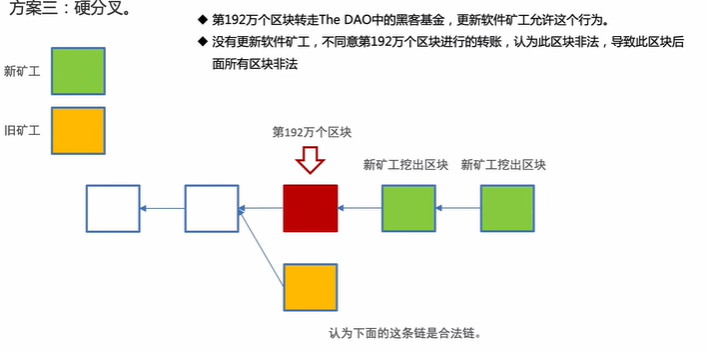 方案三：硬分叉。
◆ 第192万个区块转走The DAO中的黑客基金，更新软件矿工允许这个行为。
◆ 没有更新软件矿工，不同意第192万个区块进行的转账，认为此区块非法，导致此区块后
面所有区块非法
新矿工
旧矿工
第192万个区块
新矿工挖出区块 新矿工挖出区块
认为下面的这条链是合法链。